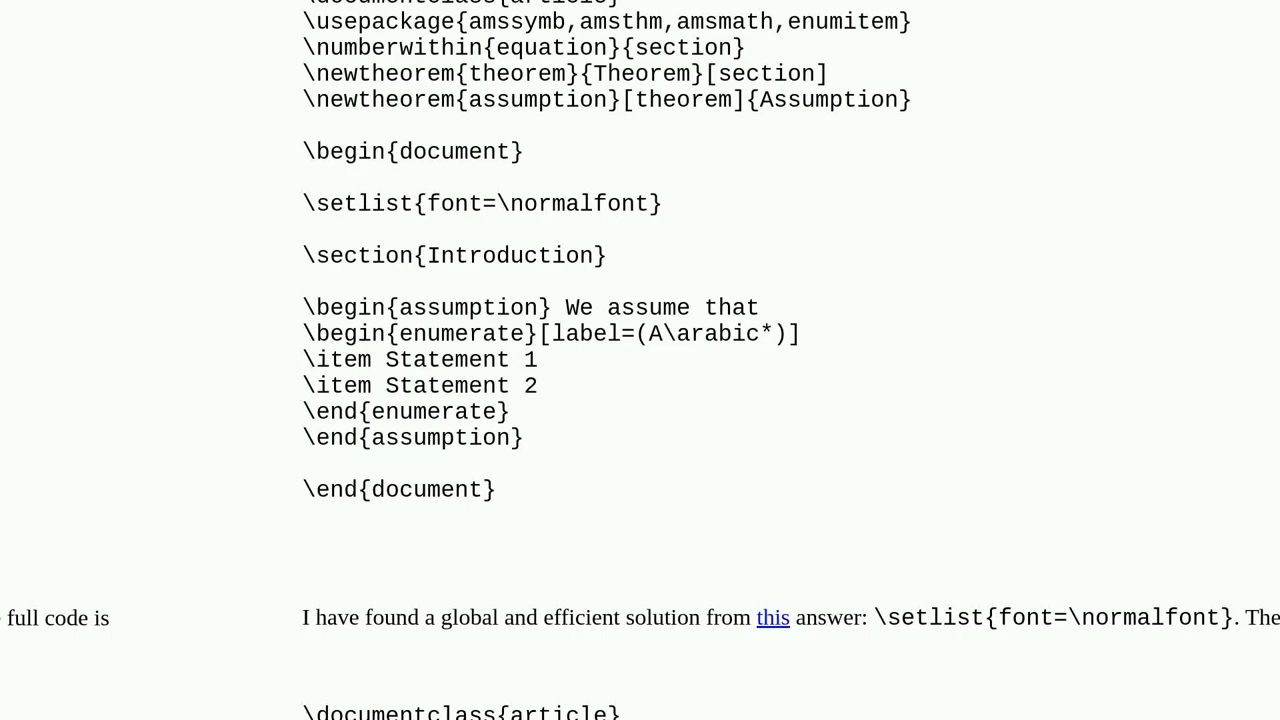 \documentclass{article}
\usepackage{amssymb,amsthm,amsmath,enumitem}
\numberwithin{equation}{section}
\newtheorem{theorem}{Theorem}[section]
\newtheorem{assumption}[theorem]{Assumption}
\begin{document}
\setlist{font=\normalfont}
\section{Introduction}
\begin{assumption} We assume that
\begin{enumerate}[label=(A\arabic*)]
\item Statement 1
\item Statement 2
\end{enumerate}
\end{assumption}
\end{document}
full code is
I have found a global and efficient solution from this answer: \setlist{font=\normalfont}. The
\documentclass{article}